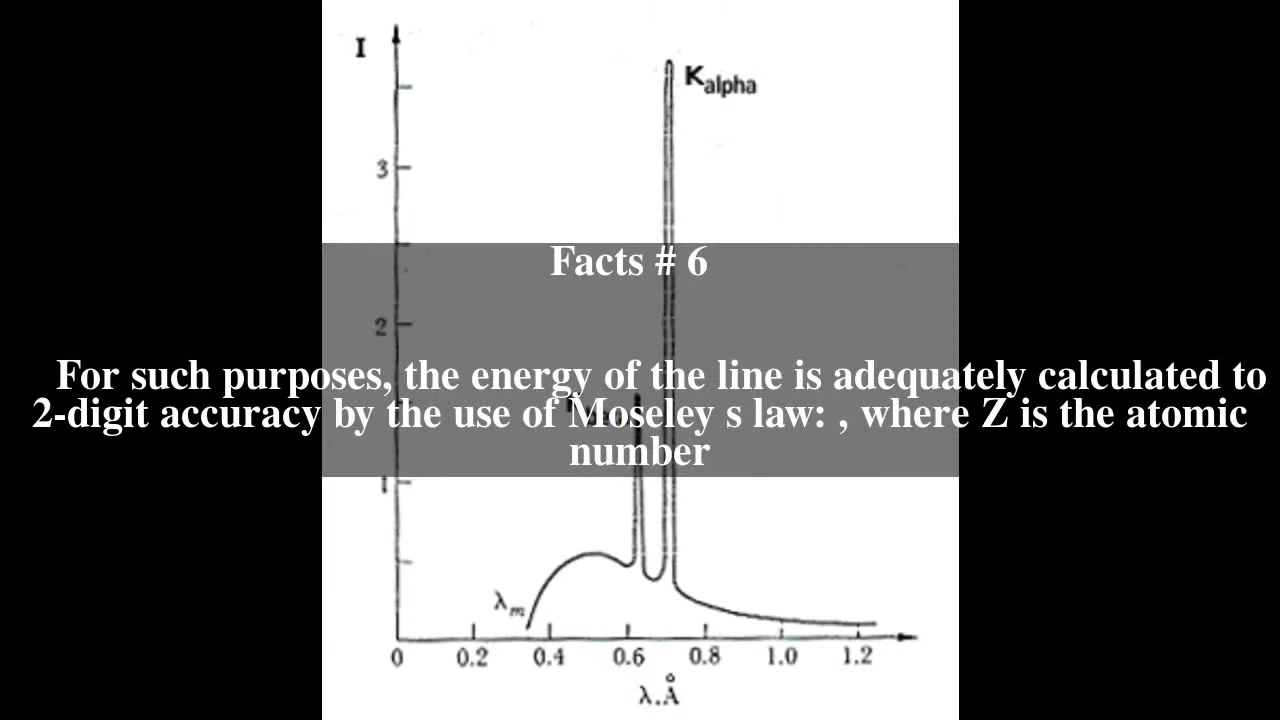 I
Kalpha
3
Facts # 6
2
For such purposes, the energy of the line is adequately calculated to
2-digit accuracy by the use of Moseley s law: , where Z is the atomic
number
1
λm
0 0.2 0.4 0.6 0.8 1.0 1.2
λ.Å